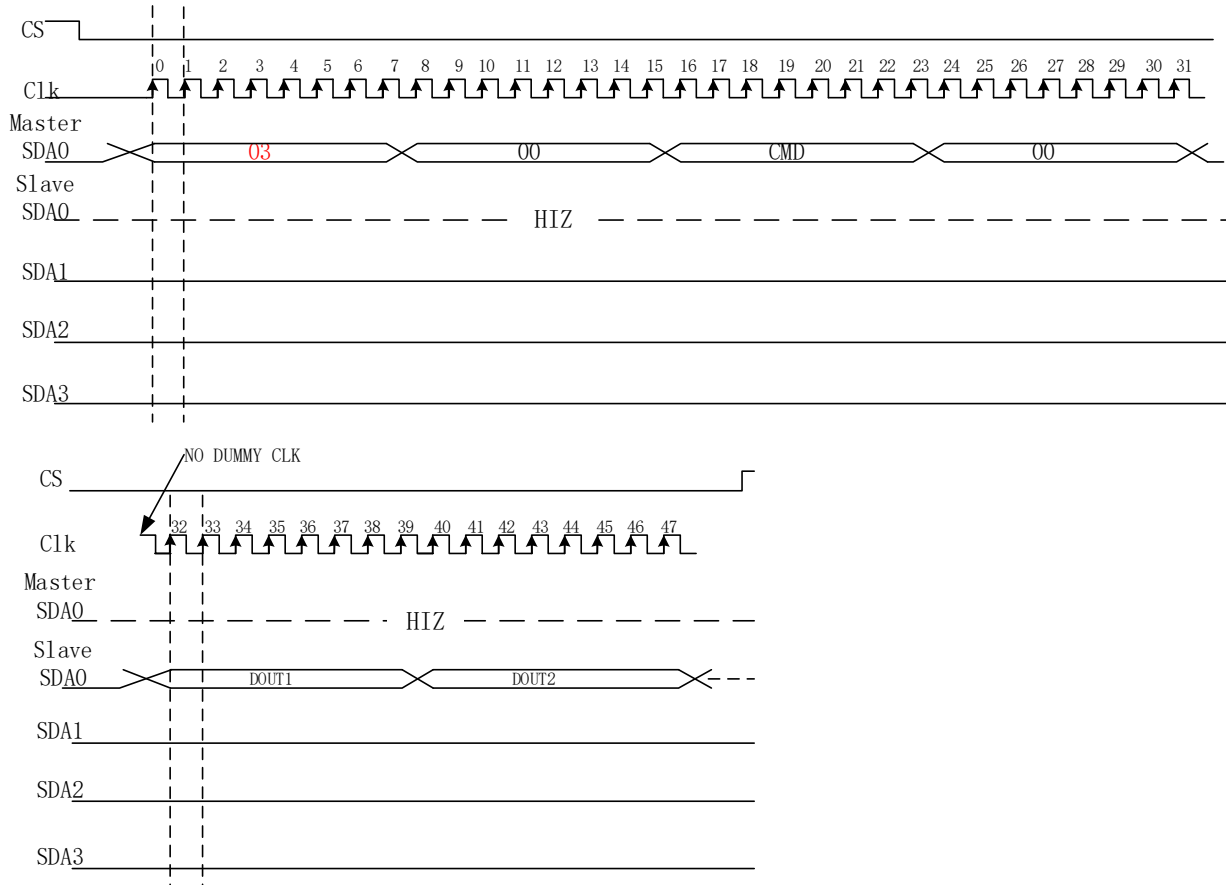 CS
0 1 2 3 4 5 6 7 8 9 10 11 12 13 14 15 16 17 18 19 20 21 22 23 24 25 26 27 28 29 30 31
Clk
Master
SDA0 03 00 CMD 00
Slave
SDA0 HIZ
SDA1
SDA2
SDA3
NO DUMMY CLK
CS
32 33 34 35 36 37 38 39 40 41 42 43 44 45 46 47
Clk
Master
SDA0 HIZ
Slave
SDA0 DOUT1 DOUT2
SDA1
SDA2
SDA3